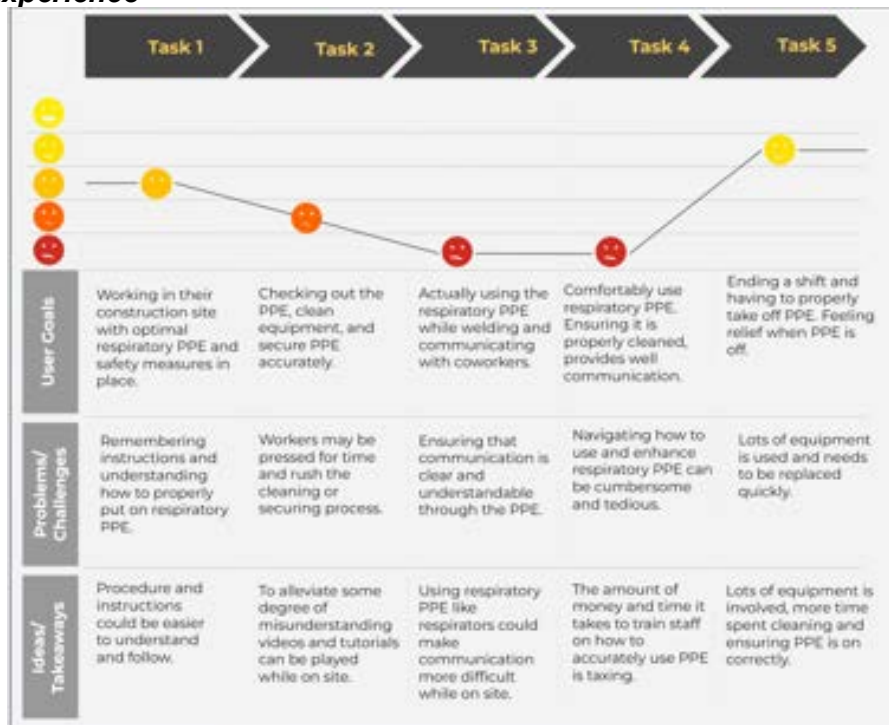 xperience
Task 1
Task 2
Task 3
Task 4
Task 5
User Goals
Working in their
construction site
with optimal
respiratory PPE and
safety measures in
place.
Checking out the
PPE, clean
equipment, and
secure PPE
accurately.
Actually using the
respiratory PPE
while welding and
communicating
with coworkers.
Comfortably use
respiratory PPE.
Ensuring it is
properly cleaned,
provides well
communication.
Ending a shift and
having to properly
take off PPE. Feeling
relief when PPE is
off.
Problems/
Challenges
Remembering
instructions and
understanding
how to properly
put on respiratory
PPE.
Workers may be
pressed for time
and rush the
cleaning or
securing process.
Ensuring that
communication is
clear and
understandable
through the PPE.
Navigating how to
use and enhance
respiratory PPE can
be cumbersome
and tedious.
Lots of equipment
is used and needs
to be replaced
quickly.
Ideas/
Takeaways
Procedure and
instructions
could be easier
to understand
and follow.
To alleviate some
degree of
misunderstanding
videos and tutorials
can be played
while on site.
Using respiratory
PPE like
respirators could
make
communication
more difficult
while on site.
The amount of
money and time it
takes to train staff
on how to
accurately use PPE
is taxing.
Lots of equipment is
involved, more time
spent cleaning and
ensuring PPE is on
correctly.